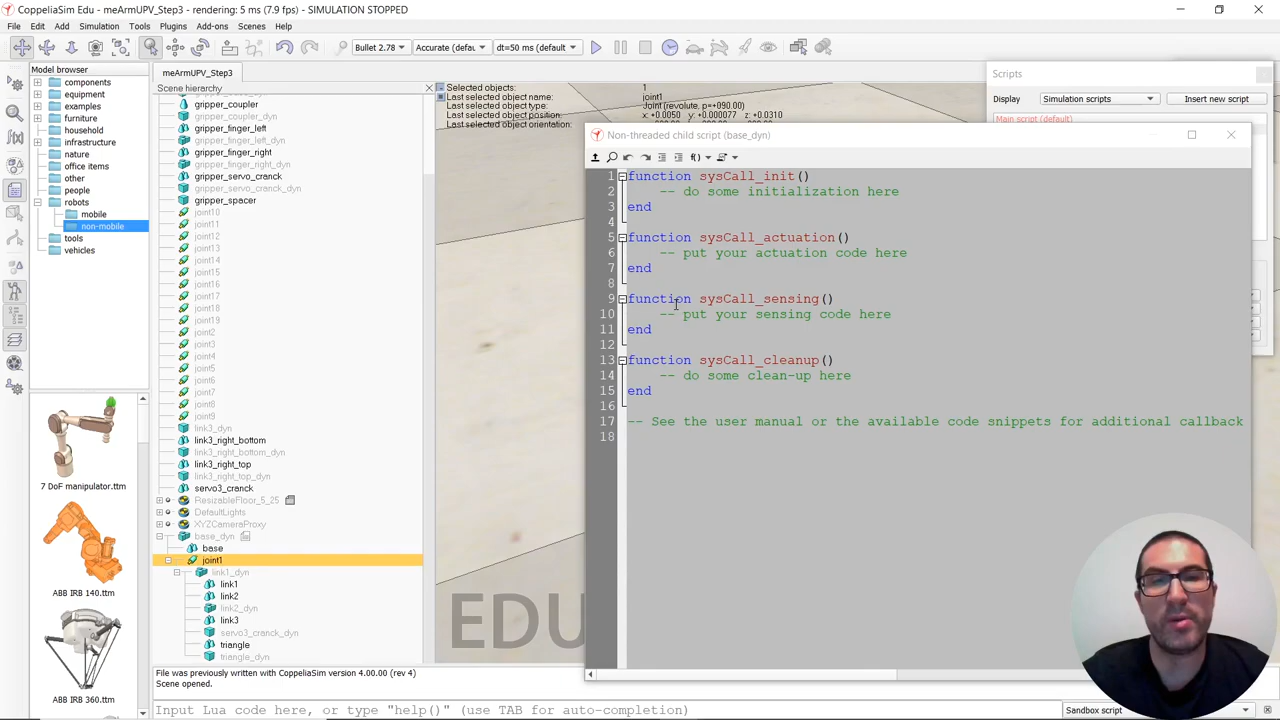 CoppeliaSim Edu - meArmUPV_Step3 - rendering: 5 ms (7.9 fps) - SIMULATION STOPPED
File Edit Add Simulation Tools Plugins Add-ons Scenes Help
Bullet 2.78 Accurate (defau dt=50 ms (default)
Model browser
components
equipment
examples
furniture
household
infrastructure
nature
office items
other
people
robots
mobile
non-mobile
tools
vehicles
7 DoF manipulator.ttm
ABB IRB 140.ttm
ABB IRB 360.ttm
meArmUPV_Step3
Scene hierarchy
gripper_coupler
gripper_coupler_dyn
gripper_finger_left
gripper_finger_left_dyn
gripper_finger_right
gripper_finger_right_dyn
gripper_servo_cranck
gripper_servo_cranck_dyn
gripper_spacer
joint10
joint11
joint12
joint13
joint14
joint15
joint16
joint17
joint18
joint19
joint2
joint3
joint4
joint5
joint6
joint7
joint8
joint9
link3_dyn
link3_right_bottom
link3_right_bottom_dyn
link3_right_top
link3_right_top_dyn
servo3_cranck
ResizableFloor_5_25
DefaultLights
XYZCameraProxy
base_dyn
base
joint1
link1_dyn
link1
link2
link2_dyn
link3
servo3_cranck_dyn
triangle
triangle_dyn
Selected objects: 1
Last selected object name: joint1
Last selected object type: Joint (revolute, p=+090.00)
Last selected object position: x: +0.0050 y: +0.000077 z: +0.0310
Last selected object orientation:
EDU
Scripts
Display Simulation scripts Insert new script
Main script (default)
Non-threaded child script (base_dyn)
f()
1 function sysCall_init()
2 -- do some initialization here
3 end
4
5 function sysCall_actuation()
6 -- put your actuation code here
7 end
8
9 function sysCall_sensing()
10 -- put your sensing code here
11 end
12
13 function sysCall_cleanup()
14 -- do some clean-up here
15 end
16
17 -- See the user manual or the available code snippets for additional callback
18
File was previously written with CoppeliaSim version 4.00.00 (rev 4)
Scene opened.
Input Lua code here, or type "help()" (use TAB for auto-completion)
Sandbox script